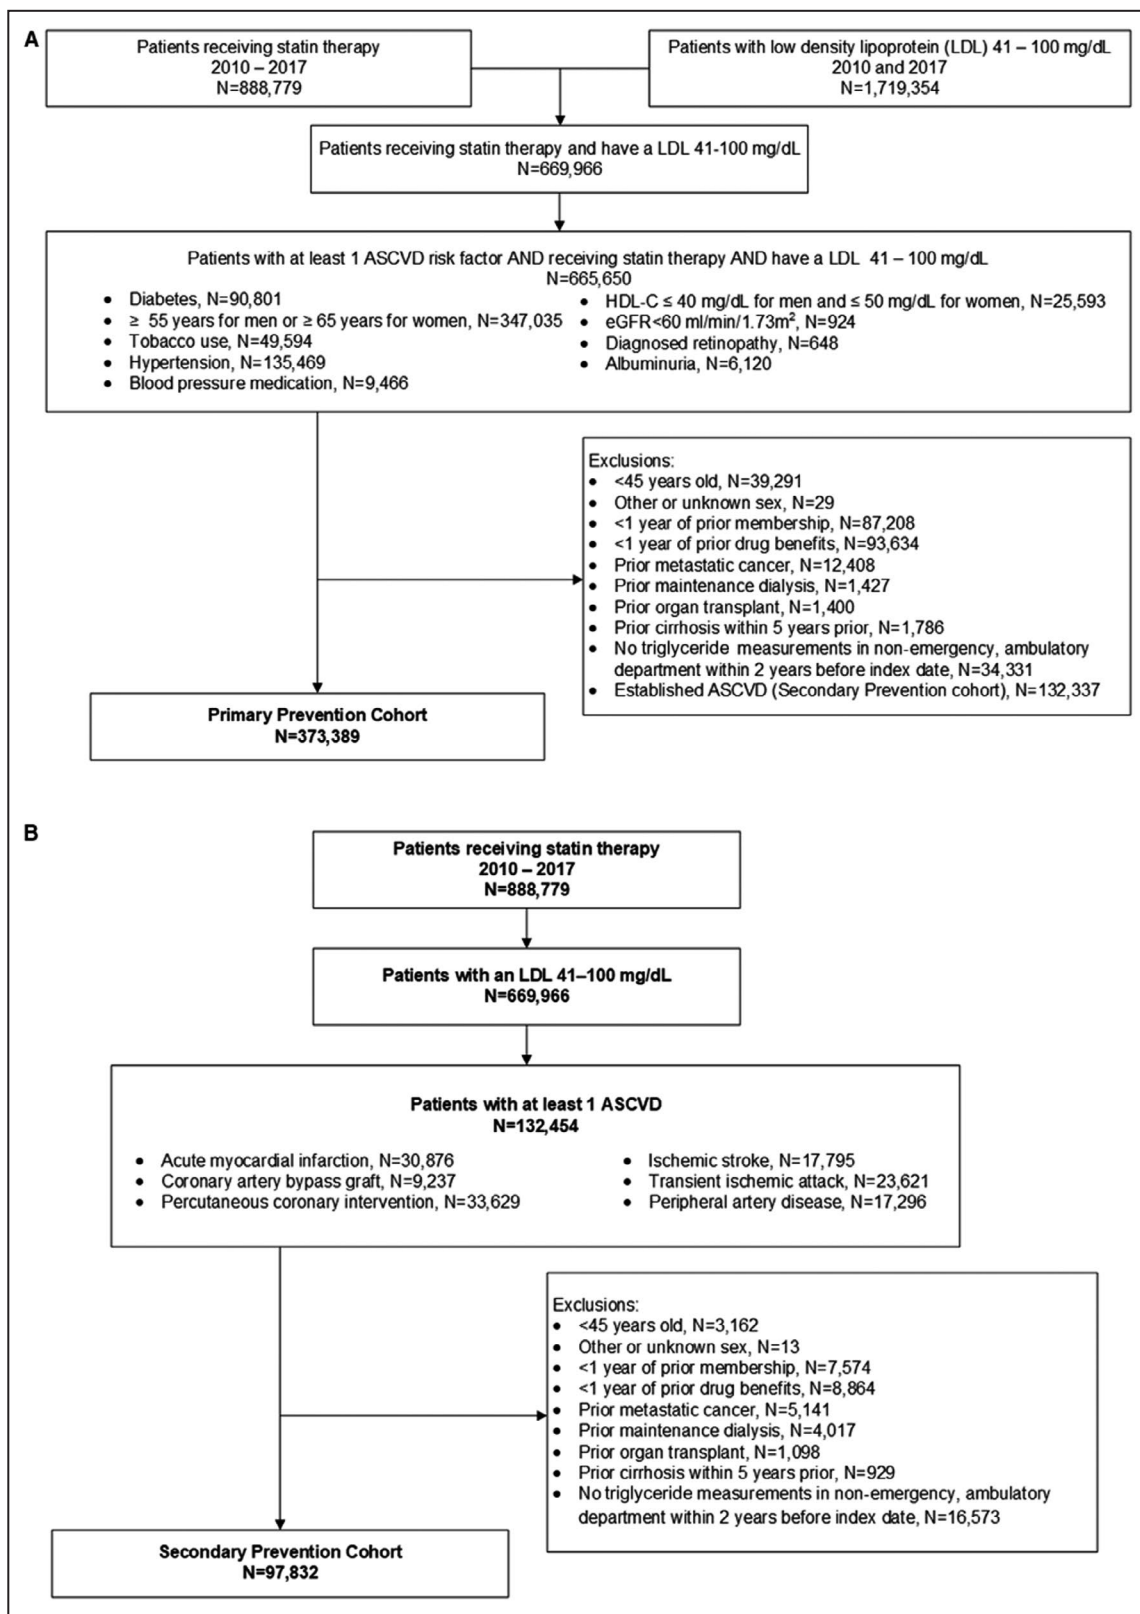 A
Patients receiving statin therapy
2010 – 2017
N=888,779
Patients with low density lipoprotein (LDL) 41 – 100 mg/dL
2010 and 2017
N=1,719,354
Patients receiving statin therapy and have a LDL 41-100 mg/dL
N=669,966
Patients with at least 1 ASCVD risk factor AND receiving statin therapy AND have a LDL 41 – 100 mg/dL
N=665,650
• Diabetes, N=90,801
• ≥ 55 years for men or ≥ 65 years for women, N=347,035
• Tobacco use, N=49,594
• Hypertension, N=135,469
• Blood pressure medication, N=9,466
• HDL-C ≤ 40 mg/dL for men and ≤ 50 mg/dL for women, N=25,593
• eGFR<60 ml/min/1.73m², N=924
• Diagnosed retinopathy, N=648
• Albuminuria, N=6,120
Exclusions:
• <45 years old, N=39,291
• Other or unknown sex, N=29
• <1 year of prior membership, N=87,208
• <1 year of prior drug benefits, N=93,634
• Prior metastatic cancer, N=12,408
• Prior maintenance dialysis, N=1,427
• Prior organ transplant, N=1,400
• Prior cirrhosis within 5 years prior, N=1,786
• No triglyceride measurements in non-emergency, ambulatory
department within 2 years before index date, N=34,331
• Established ASCVD (Secondary Prevention cohort), N=132,337
Primary Prevention Cohort
N=373,389
B
Patients receiving statin therapy
2010 – 2017
N=888,779
Patients with an LDL 41–100 mg/dL
N=669,966
Patients with at least 1 ASCVD
N=132,454
• Acute myocardial infarction, N=30,876
• Coronary artery bypass graft, N=9,237
• Percutaneous coronary intervention, N=33,629
• Ischemic stroke, N=17,795
• Transient ischemic attack, N=23,621
• Peripheral artery disease, N=17,296
Exclusions:
• <45 years old, N=3,162
• Other or unknown sex, N=13
• <1 year of prior membership, N=7,574
• <1 year of prior drug benefits, N=8,864
• Prior metastatic cancer, N=5,141
• Prior maintenance dialysis, N=4,017
• Prior organ transplant, N=1,098
• Prior cirrhosis within 5 years prior, N=929
• No triglyceride measurements in non-emergency, ambulatory
department within 2 years before index date, N=16,573
Secondary Prevention Cohort
N=97,832